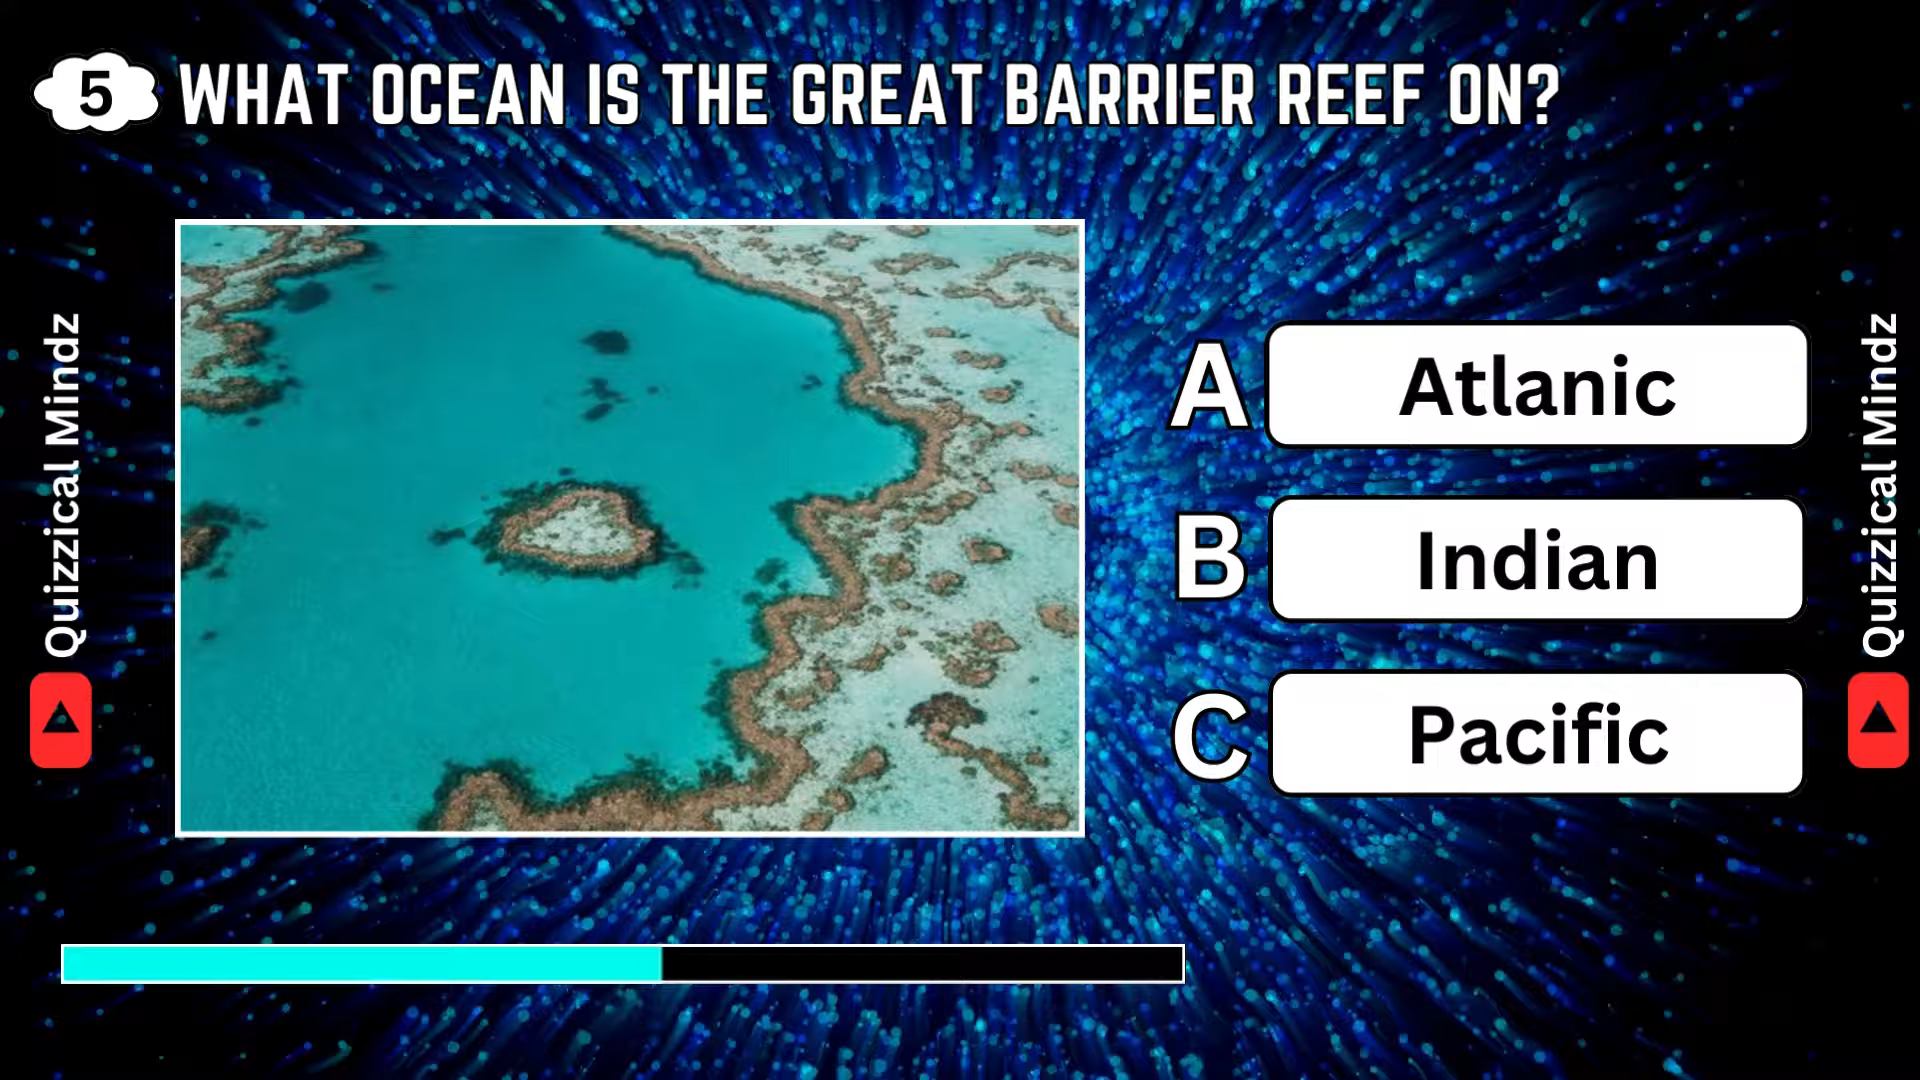 5 WHAT OCEAN IS THE GREAT BARRIER REEF ON?
A Atlanic
B Indian
C Pacific
Quizzical Mindz
Quizzical Mindz